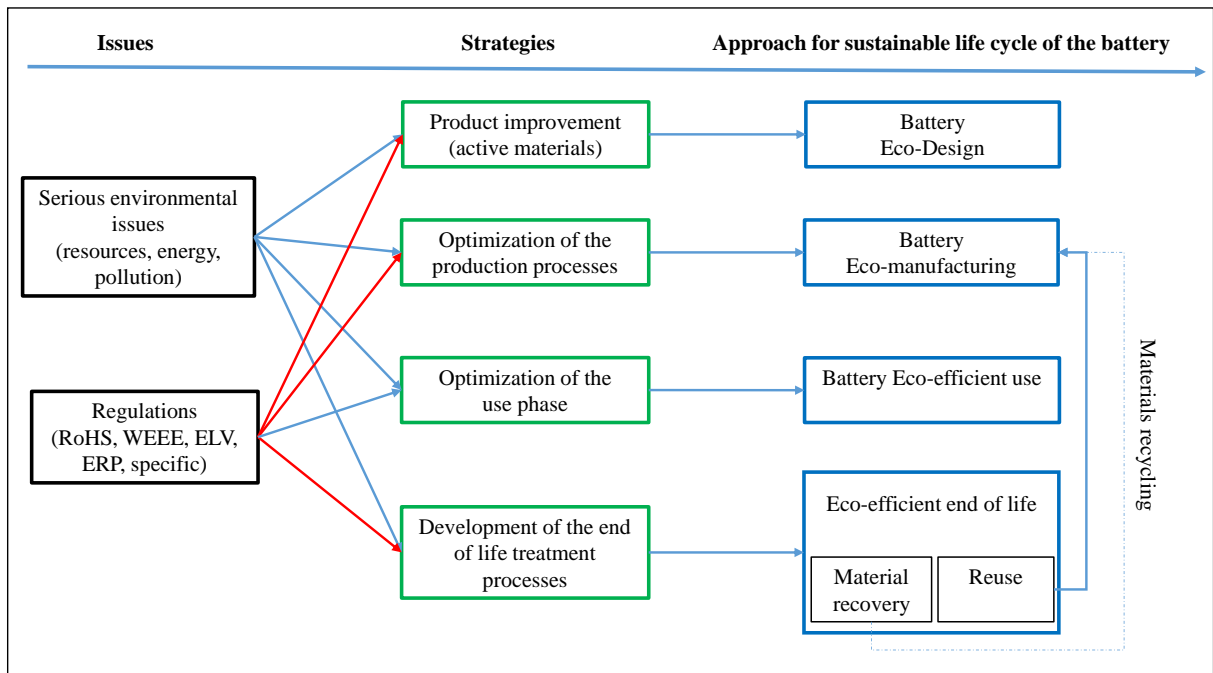 Issues
Strategies
Approach for sustainable life cycle of the battery
Serious environmental
issues
(resources, energy,
pollution)
Regulations
(RoHS, WEEE, ELV,
ERP, specific)
Product improvement
(active materials)
Optimization of the
production processes
Optimization of the
use phase
Development of the end
of life treatment
processes
Battery
Eco-Design
Battery
Eco-manufacturing
Battery Eco-efficient use
Eco-efficient end of life
Material
recovery
Reuse
Materials recycling